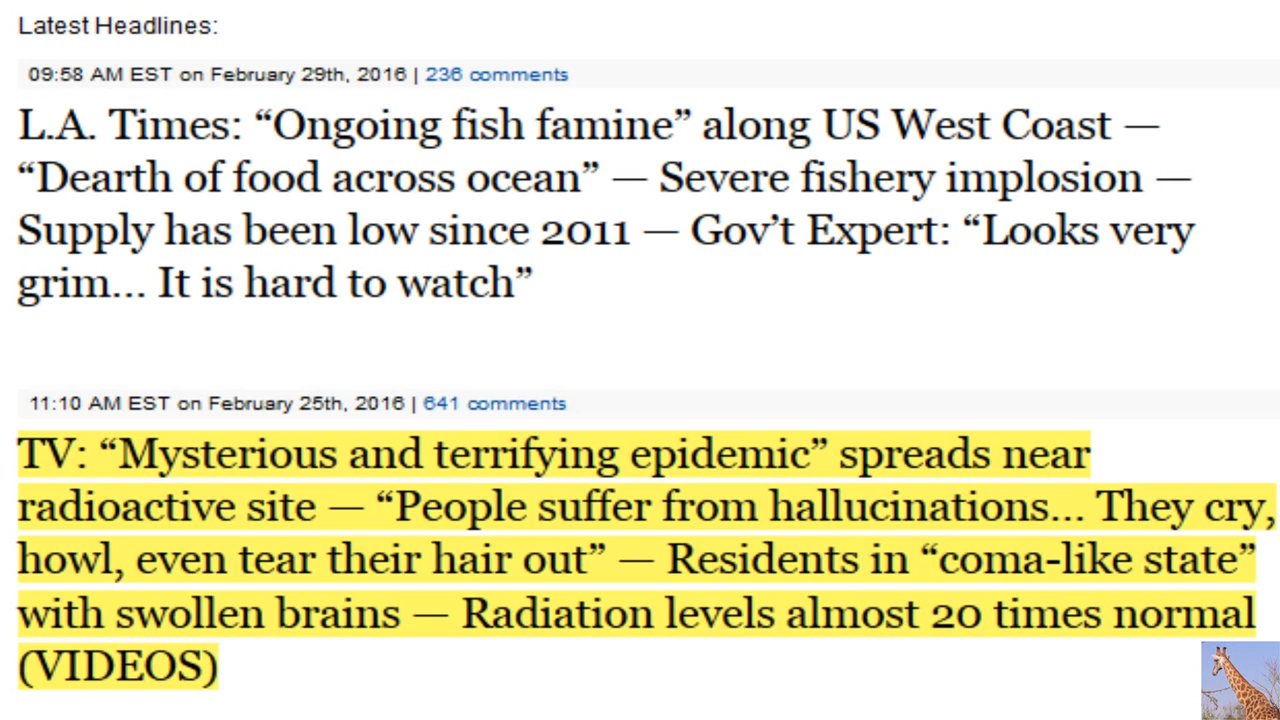 Latest Headlines:
09:58 AM EST on February 29th, 2016 | 236 comments
L.A. Times: “Ongoing fish famine” along US West Coast —
“Dearth of food across ocean” — Severe fishery implosion —
Supply has been low since 2011 — Gov’t Expert: “Looks very
grim… It is hard to watch”
11:10 AM EST on February 25th, 2016 | 641 comments
TV: “Mysterious and terrifying epidemic” spreads near
radioactive site — “People suffer from hallucinations… They cry,
howl, even tear their hair out” — Residents in “coma-like state”
with swollen brains — Radiation levels almost 20 times normal
(VIDEOS)